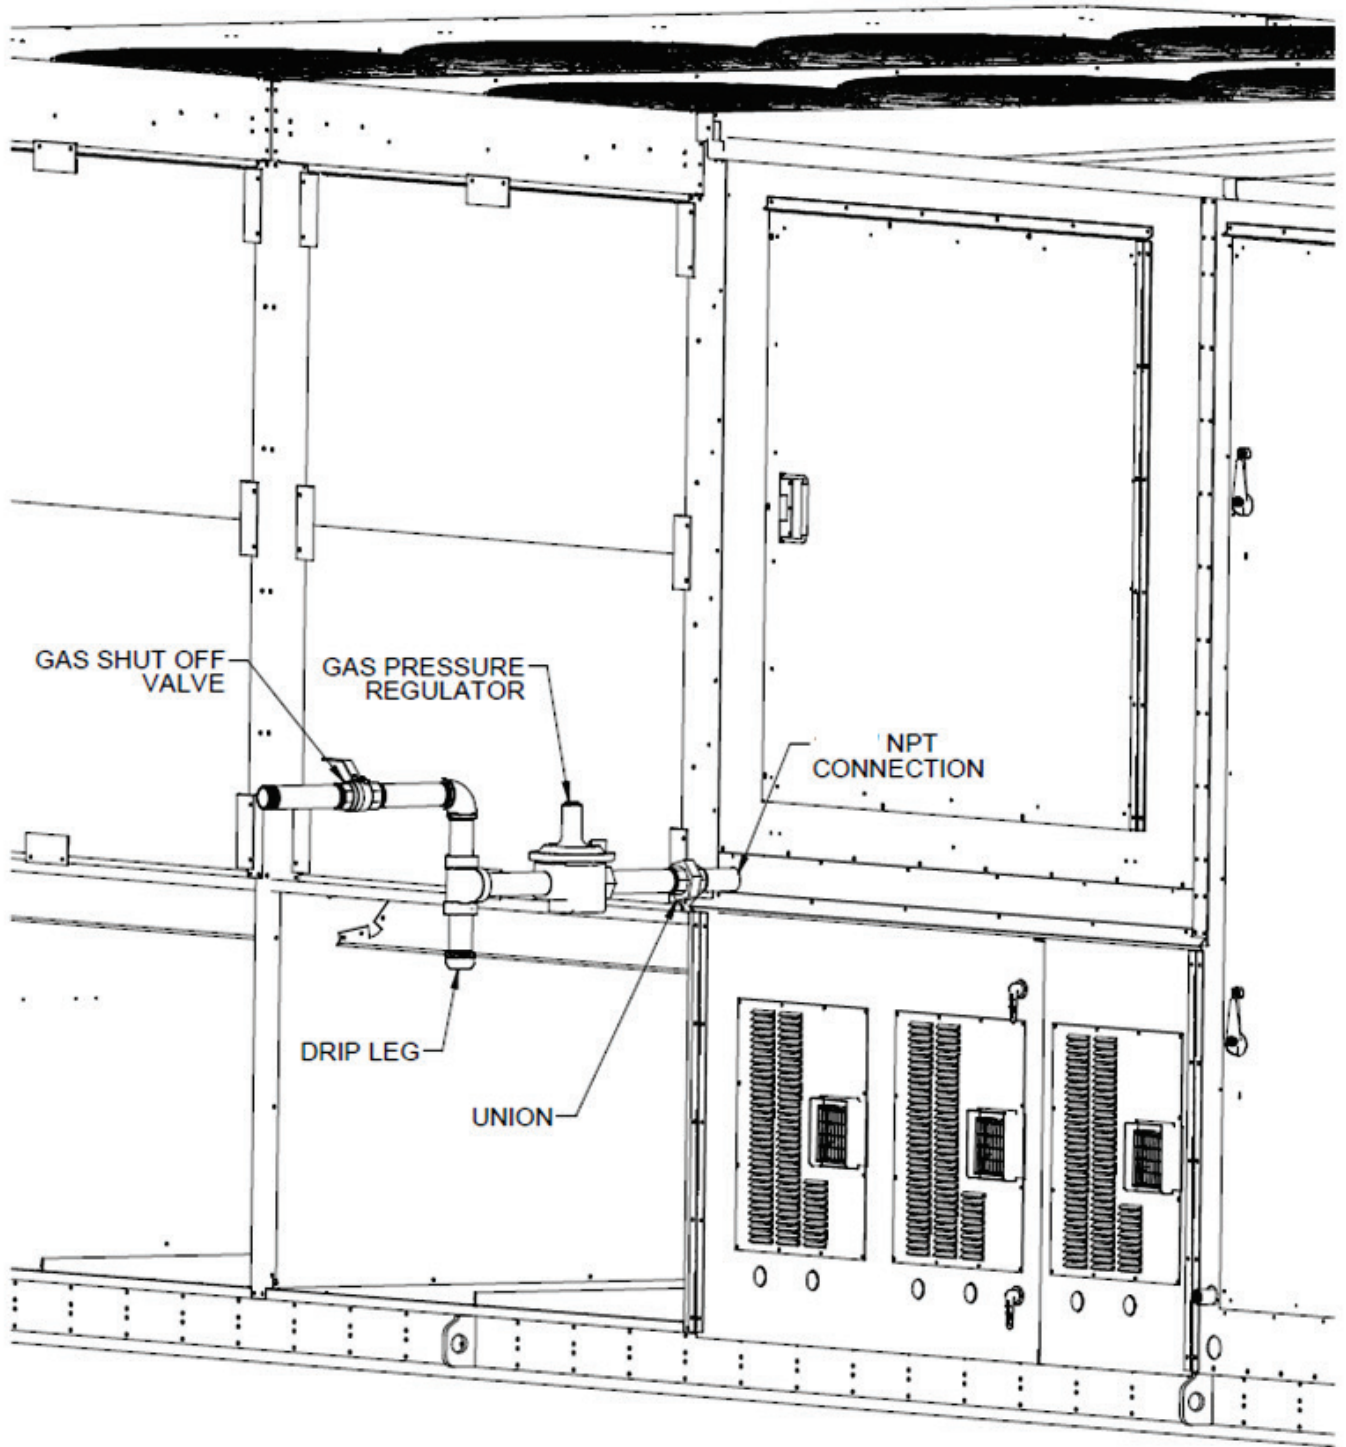 GAS SHUT OFF
VALVE
GAS PRESSURE
REGULATOR
NPT
CONNECTION
DRIP LEG
UNION